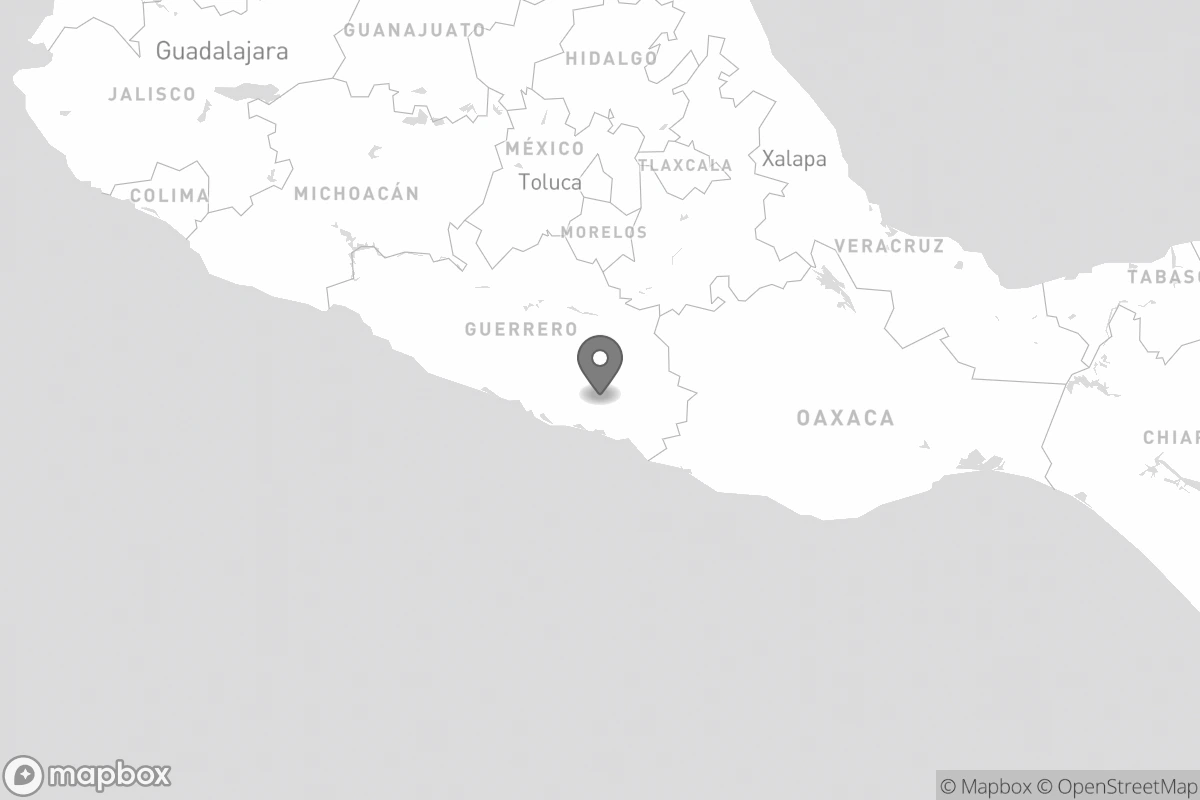 GUANAJUATO
Guadalajara
HIDALGO
JALISCO
MÉXICO
Xalapa
TLAXCALA
Toluca
COLIMA
MICHOACÁN
MORELOS
VERACRUZ
TABASC
GUERRERO
OAXACA
CHIAP
mapbox
© Mapbox © OpenStreetMap